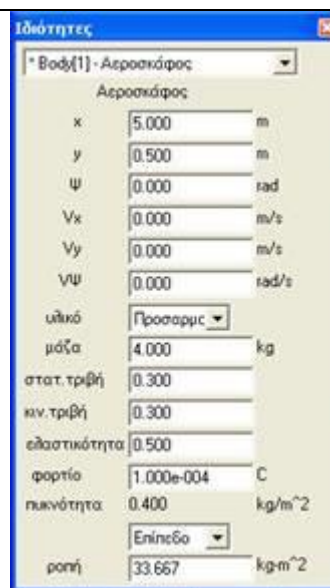 Ιδιότητες
* Body[1] - Αεροσκάφος
Αεροσκάφος
x 5.000 m
y 0.500 m
Ψ 0.000 rad
Vx 0.000 m/s
Vy 0.000 m/s
VΨ 0.000 rad/s
υλικό Προσαρμο
μάζα 4.000 kg
στατ.τριβή 0.300
κιν.τριβή 0.300
ελαστικότητα 0.500
φορτίο 1.000e-004 C
πυκνότητα 0.400 kg/m^2
Επίπεδο
ροπή 33.667 kg-m^2